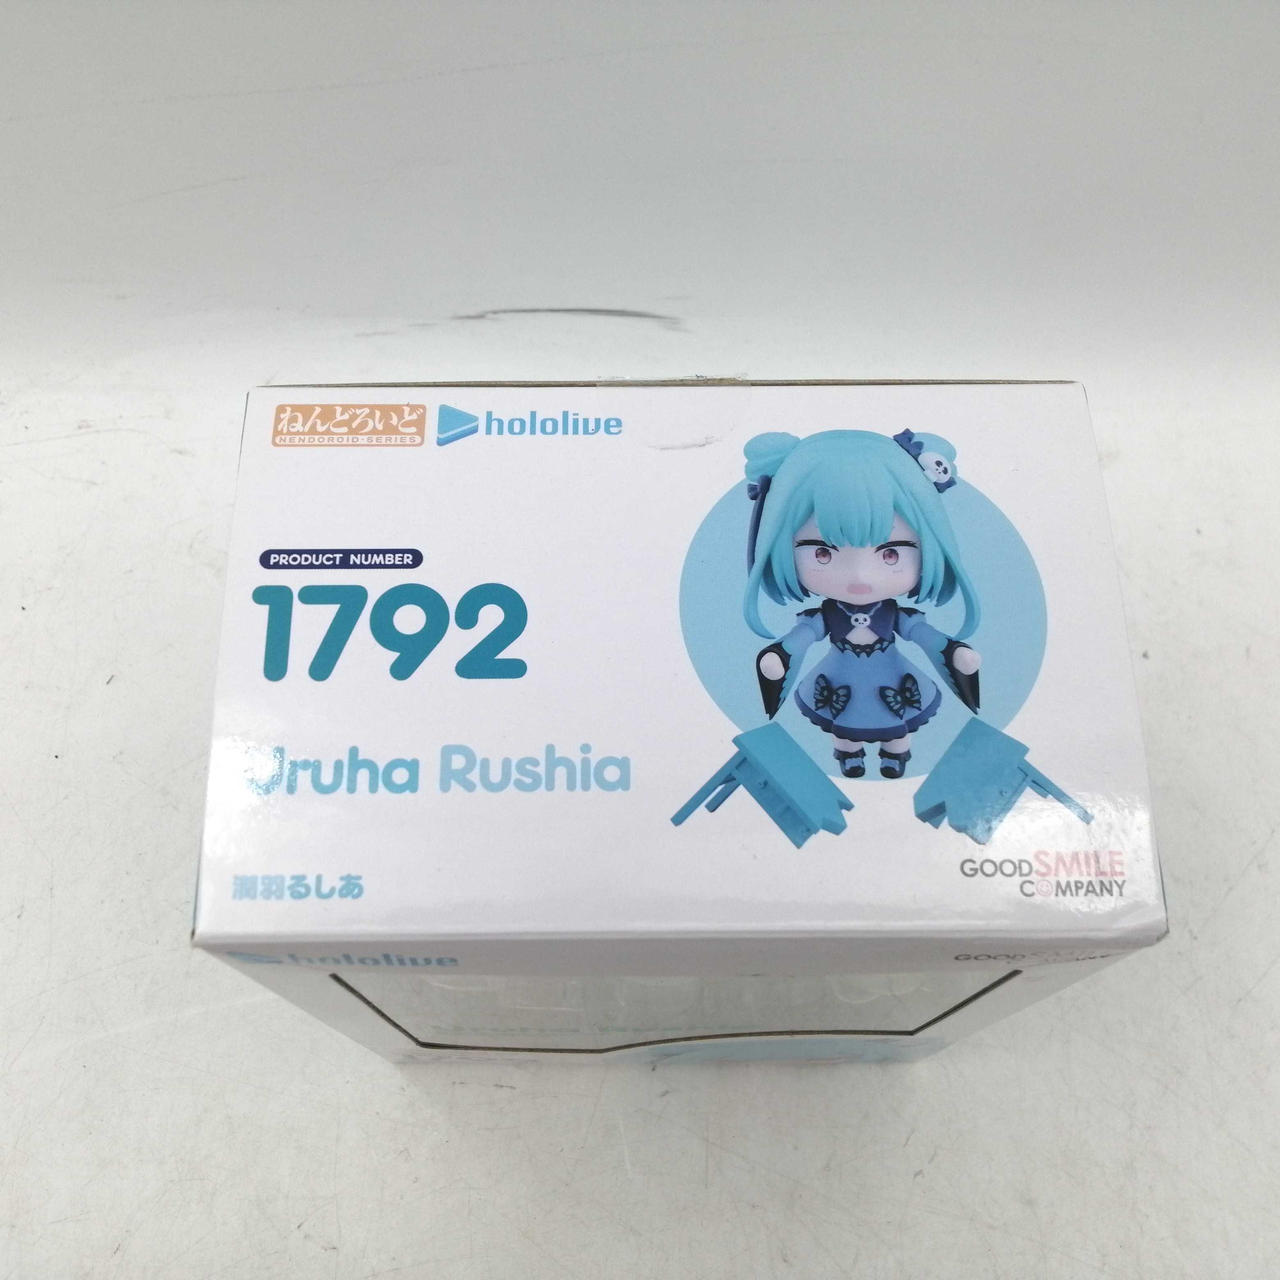 ねんどろいど
NENDOROID-SERIES
hololive
PRODUCT NUMBER
1792
Uruha Rushia
潤羽るしあ
GOOD SMILE
COMPANY
hololive
GOOD